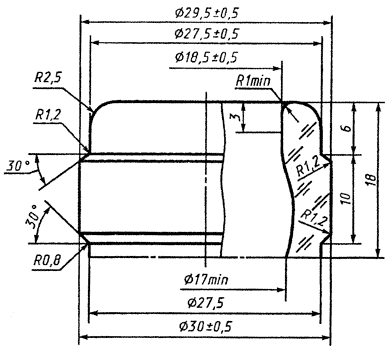 Ø29,5±0,5
Ø27,5±0,5
Ø18,5±0,5
R2,5
R1min
R1,2
3
6
30°
R1,2
10
18
30°
R1,2
R0,8
Ø17min
Ø27,5
Ø30±0,5